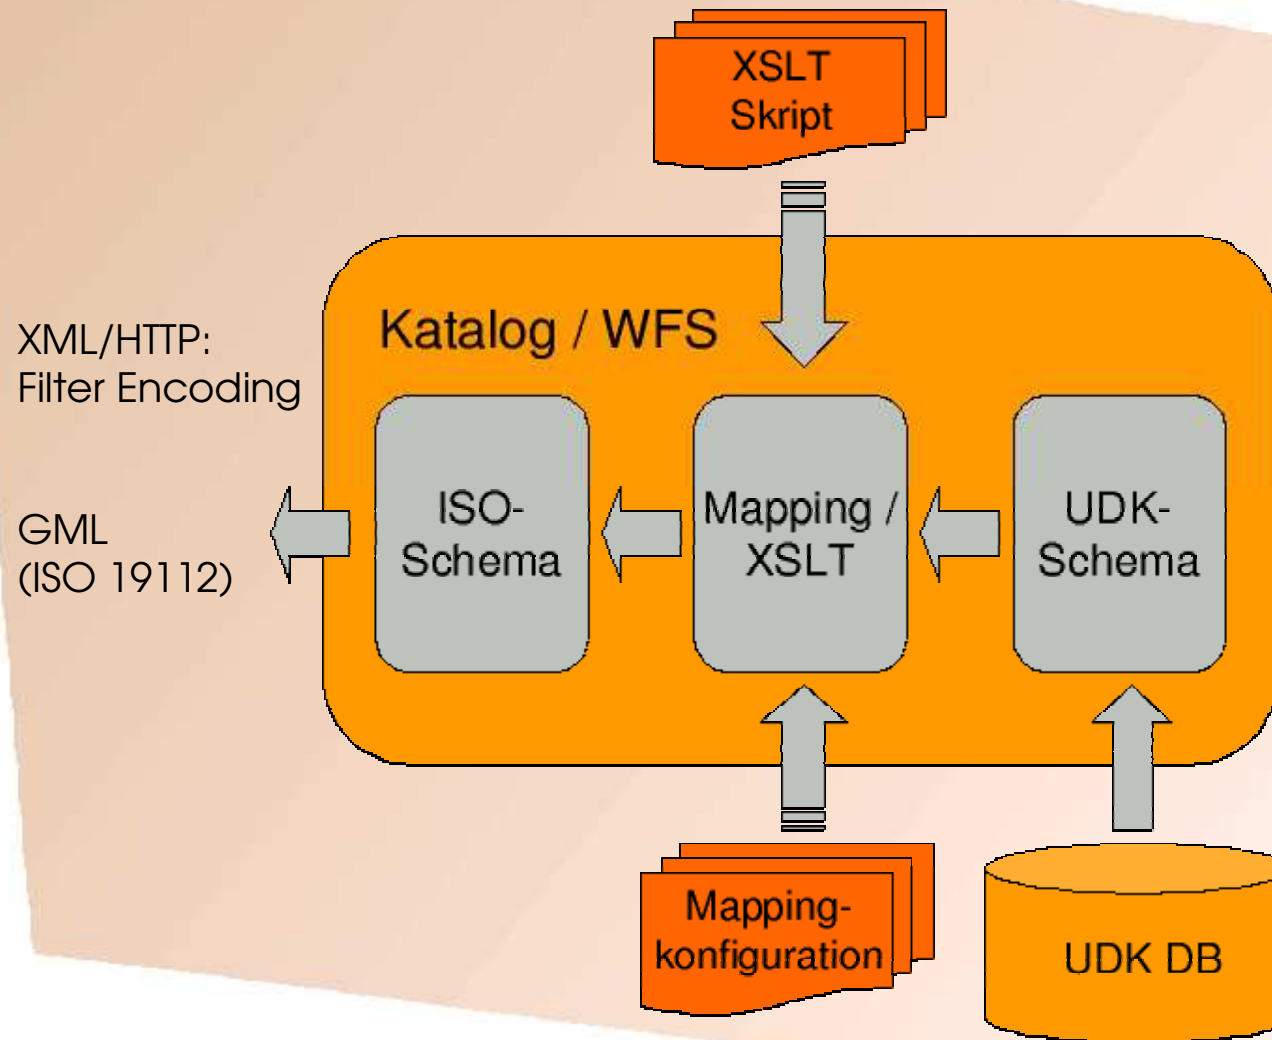 XSLT
Skript
Katalog / WFS
XML/HTTP:
Filter Encoding
GML
(ISO 19112)
ISO-
Schema
Mapping /
XSLT
UDK-
Schema
Mapping-
konfiguration
UDK DB